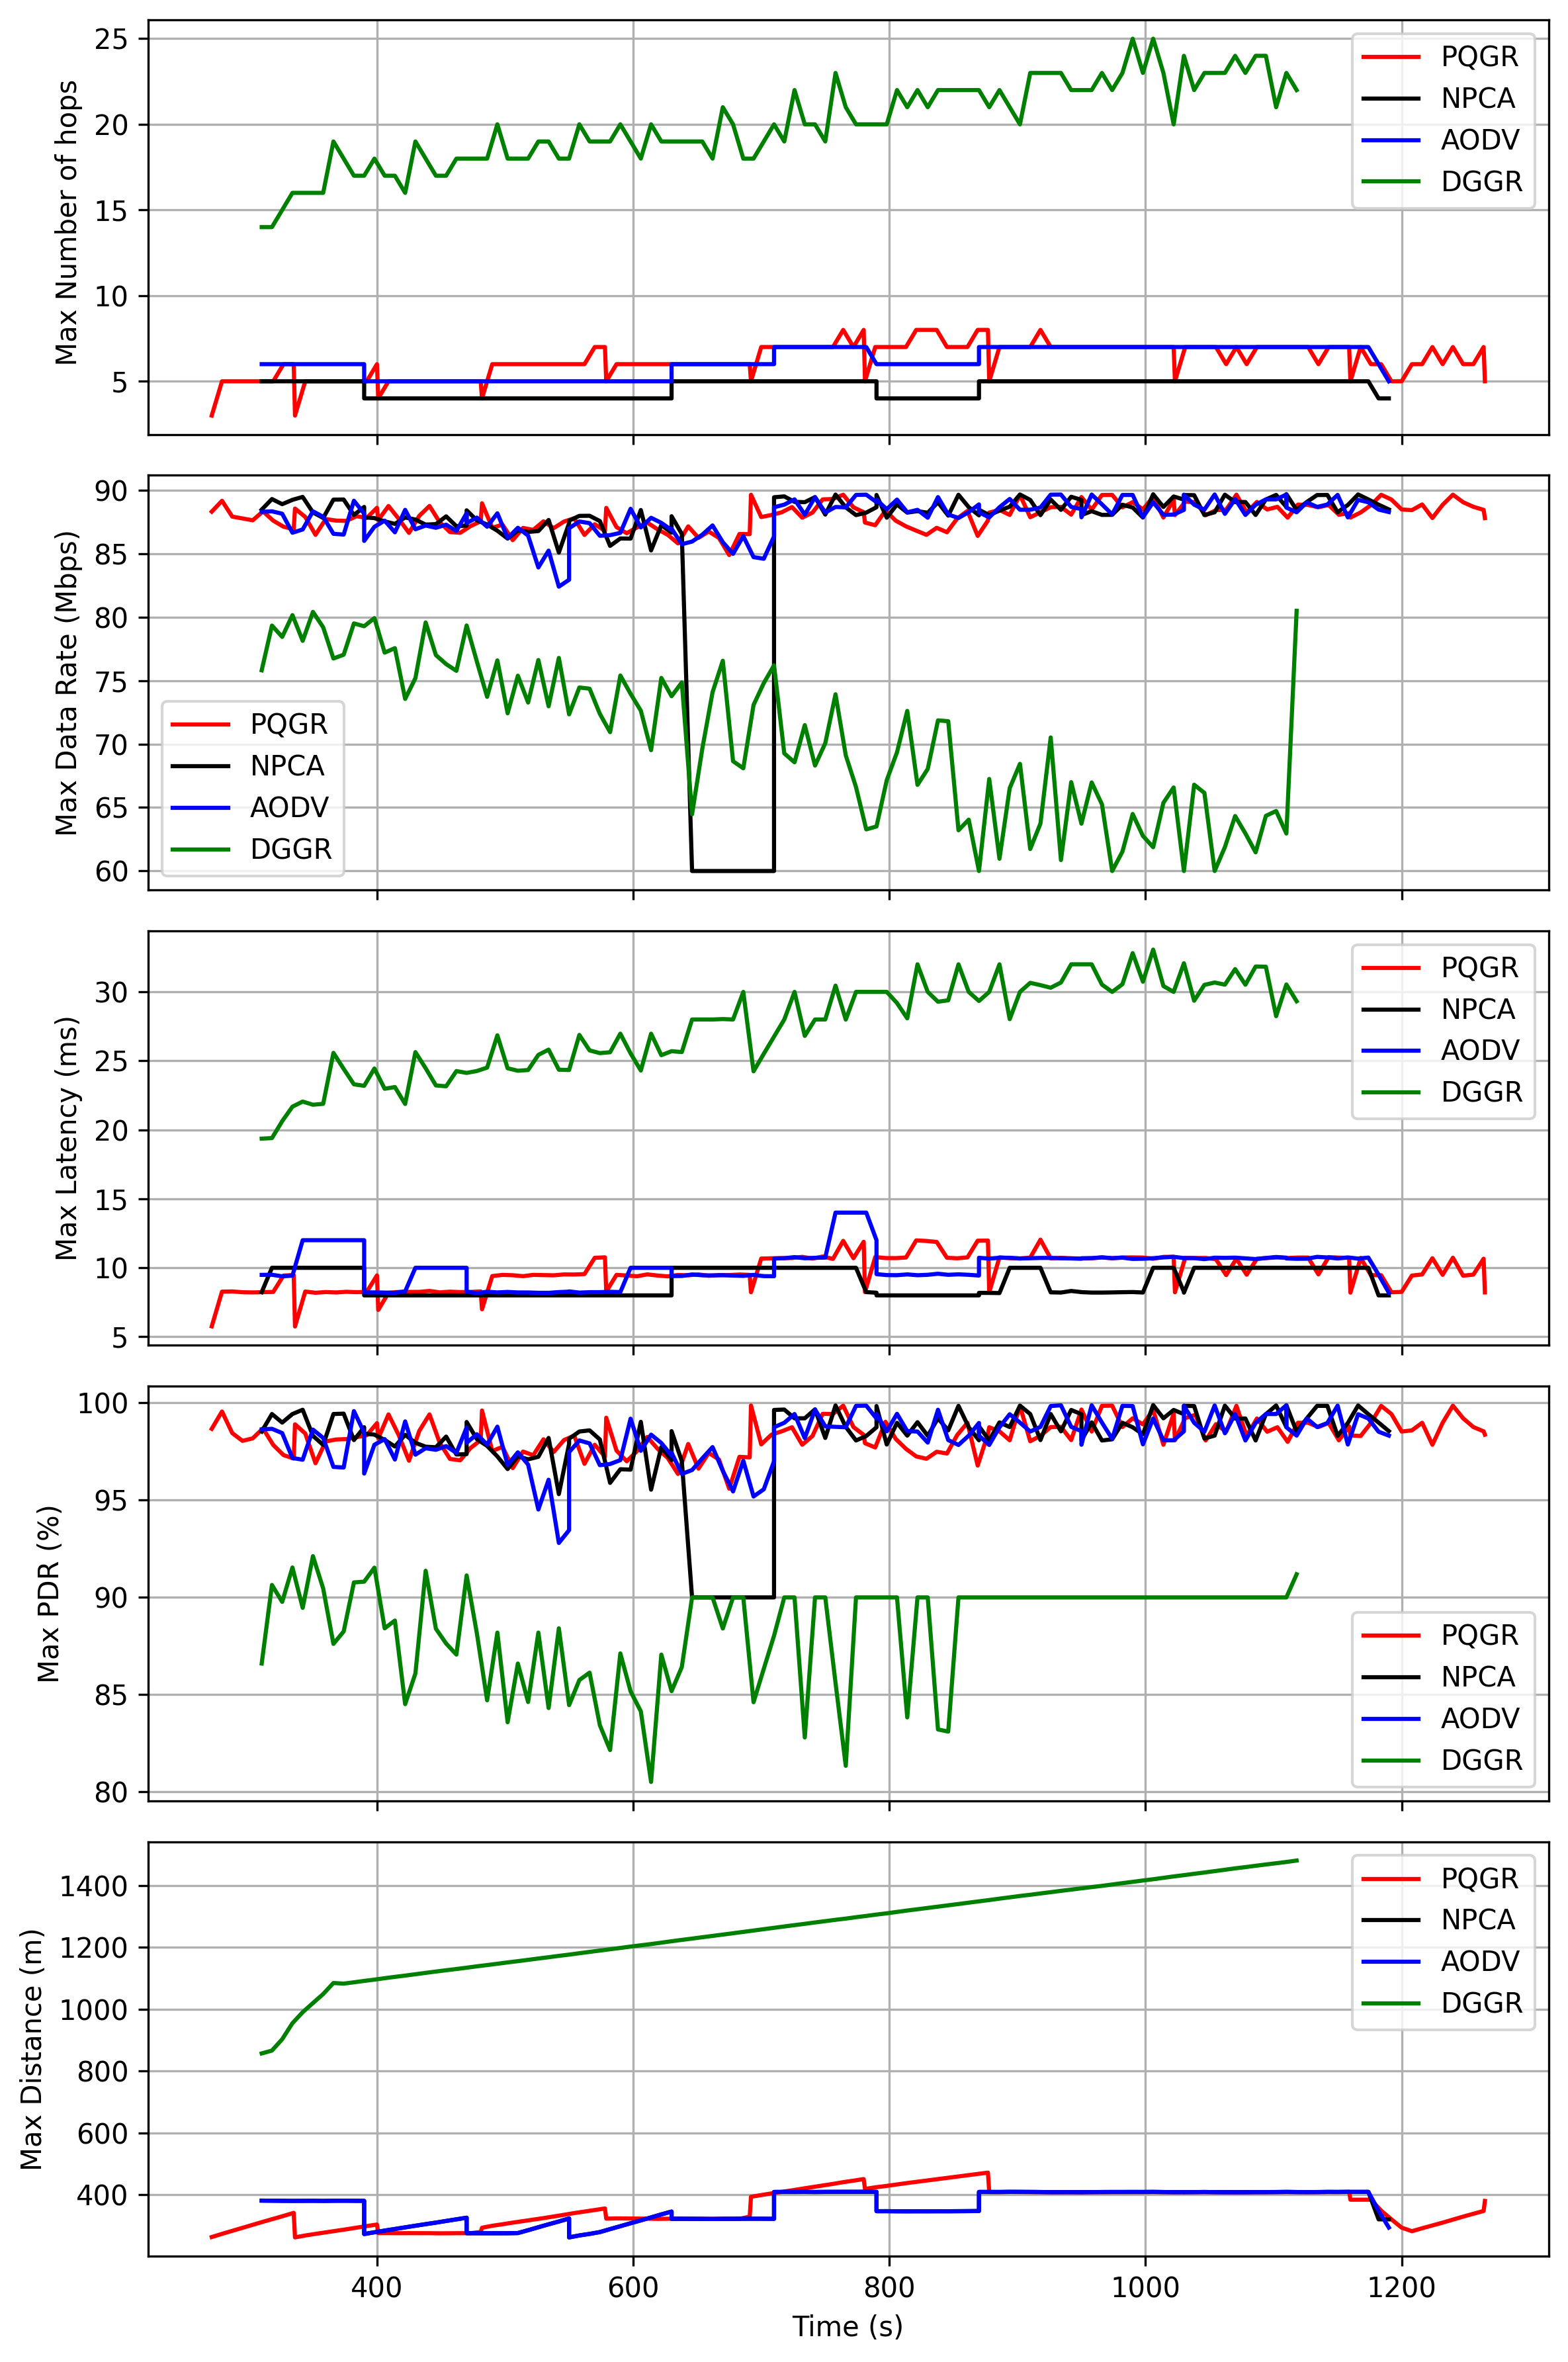 Max Number of hops
25
20
15
10
5
PQGR
NPCA
AODV
DGGR
Max Data Rate (Mbps)
90
85
80
75
70
65
60
PQGR
NPCA
AODV
DGGR
Max Latency (ms)
30
25
20
15
10
5
PQGR
NPCA
AODV
DGGR
Max PDR (%)
100
95
90
85
80
PQGR
NPCA
AODV
DGGR
Max Distance (m)
1400
1200
1000
800
600
400
PQGR
NPCA
AODV
DGGR
400 600 800 1000 1200
Time (s)